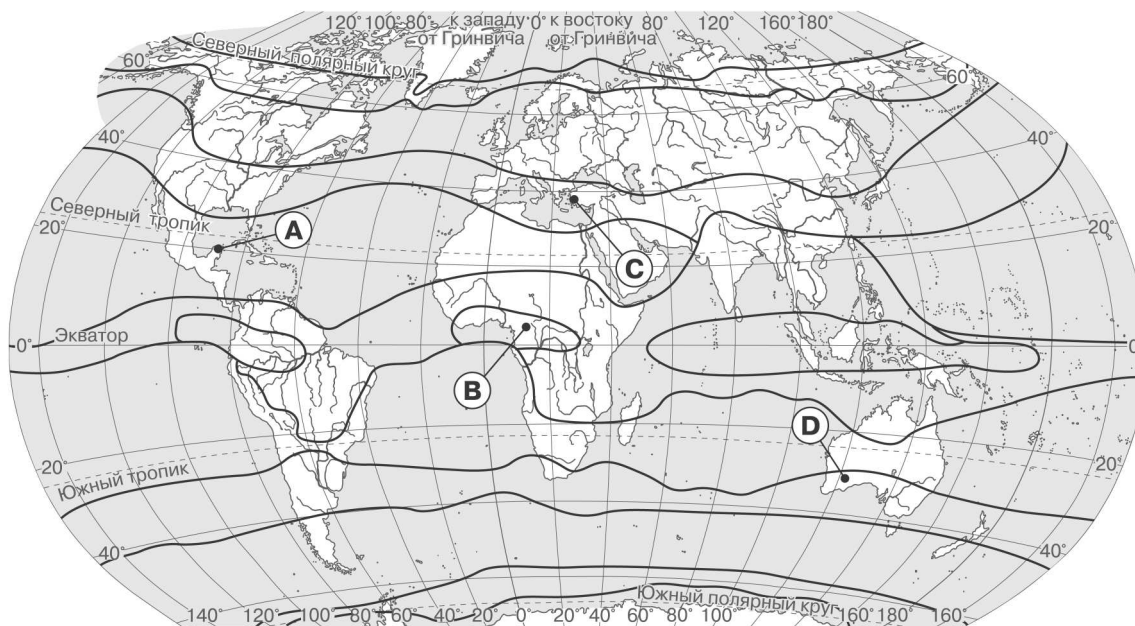 120° 100° 80° к западу 0° к востоку 80° 120° 160° 180°
от Гринвича от Гринвича
Северный полярный круг
60 60
40° 40°
Северный тропик
20° 20°
A
C
Экватор
0° 0
B
D
20° 20°
Южный тропик
40° 40°
Южный полярный круг
140° 120° 100° 80° 60° 40° 20° 0° 20° 40° 60° 80° 100° 160° 180° 160°